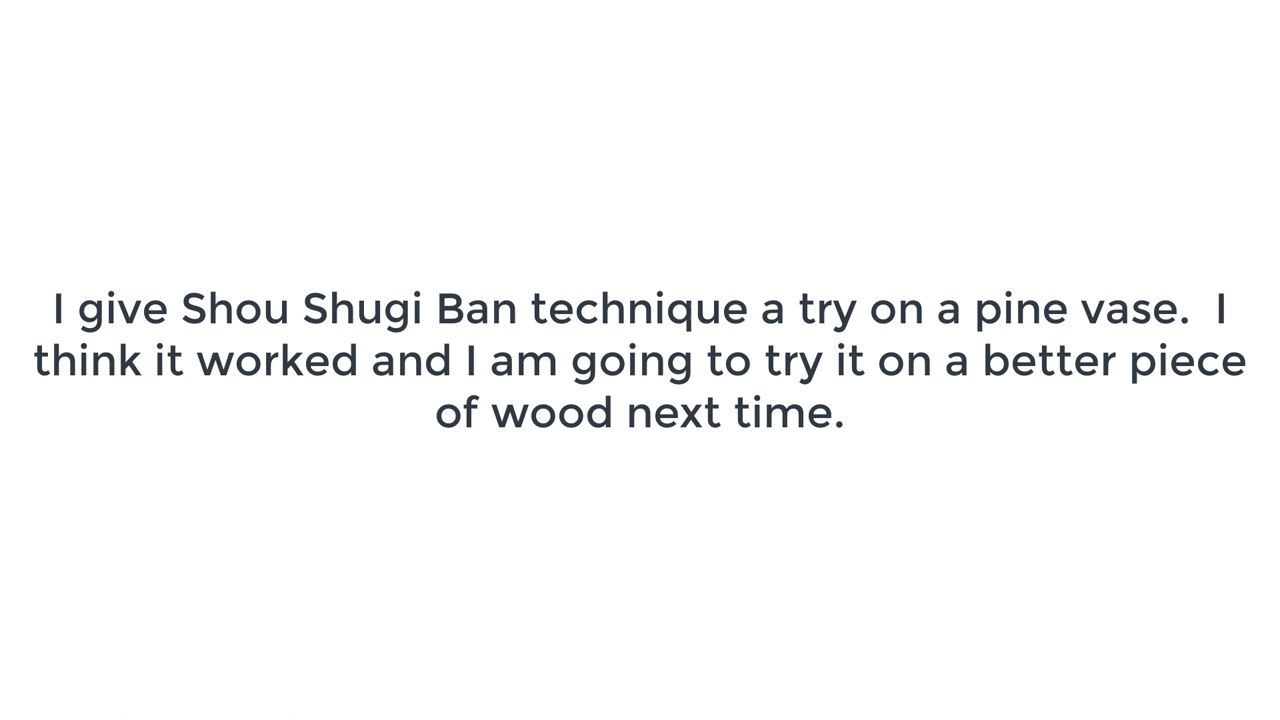 I give Shou Shugi Ban technique a try on a pine vase.  I
think it worked and I am going to try it on a better piece
of wood next time.